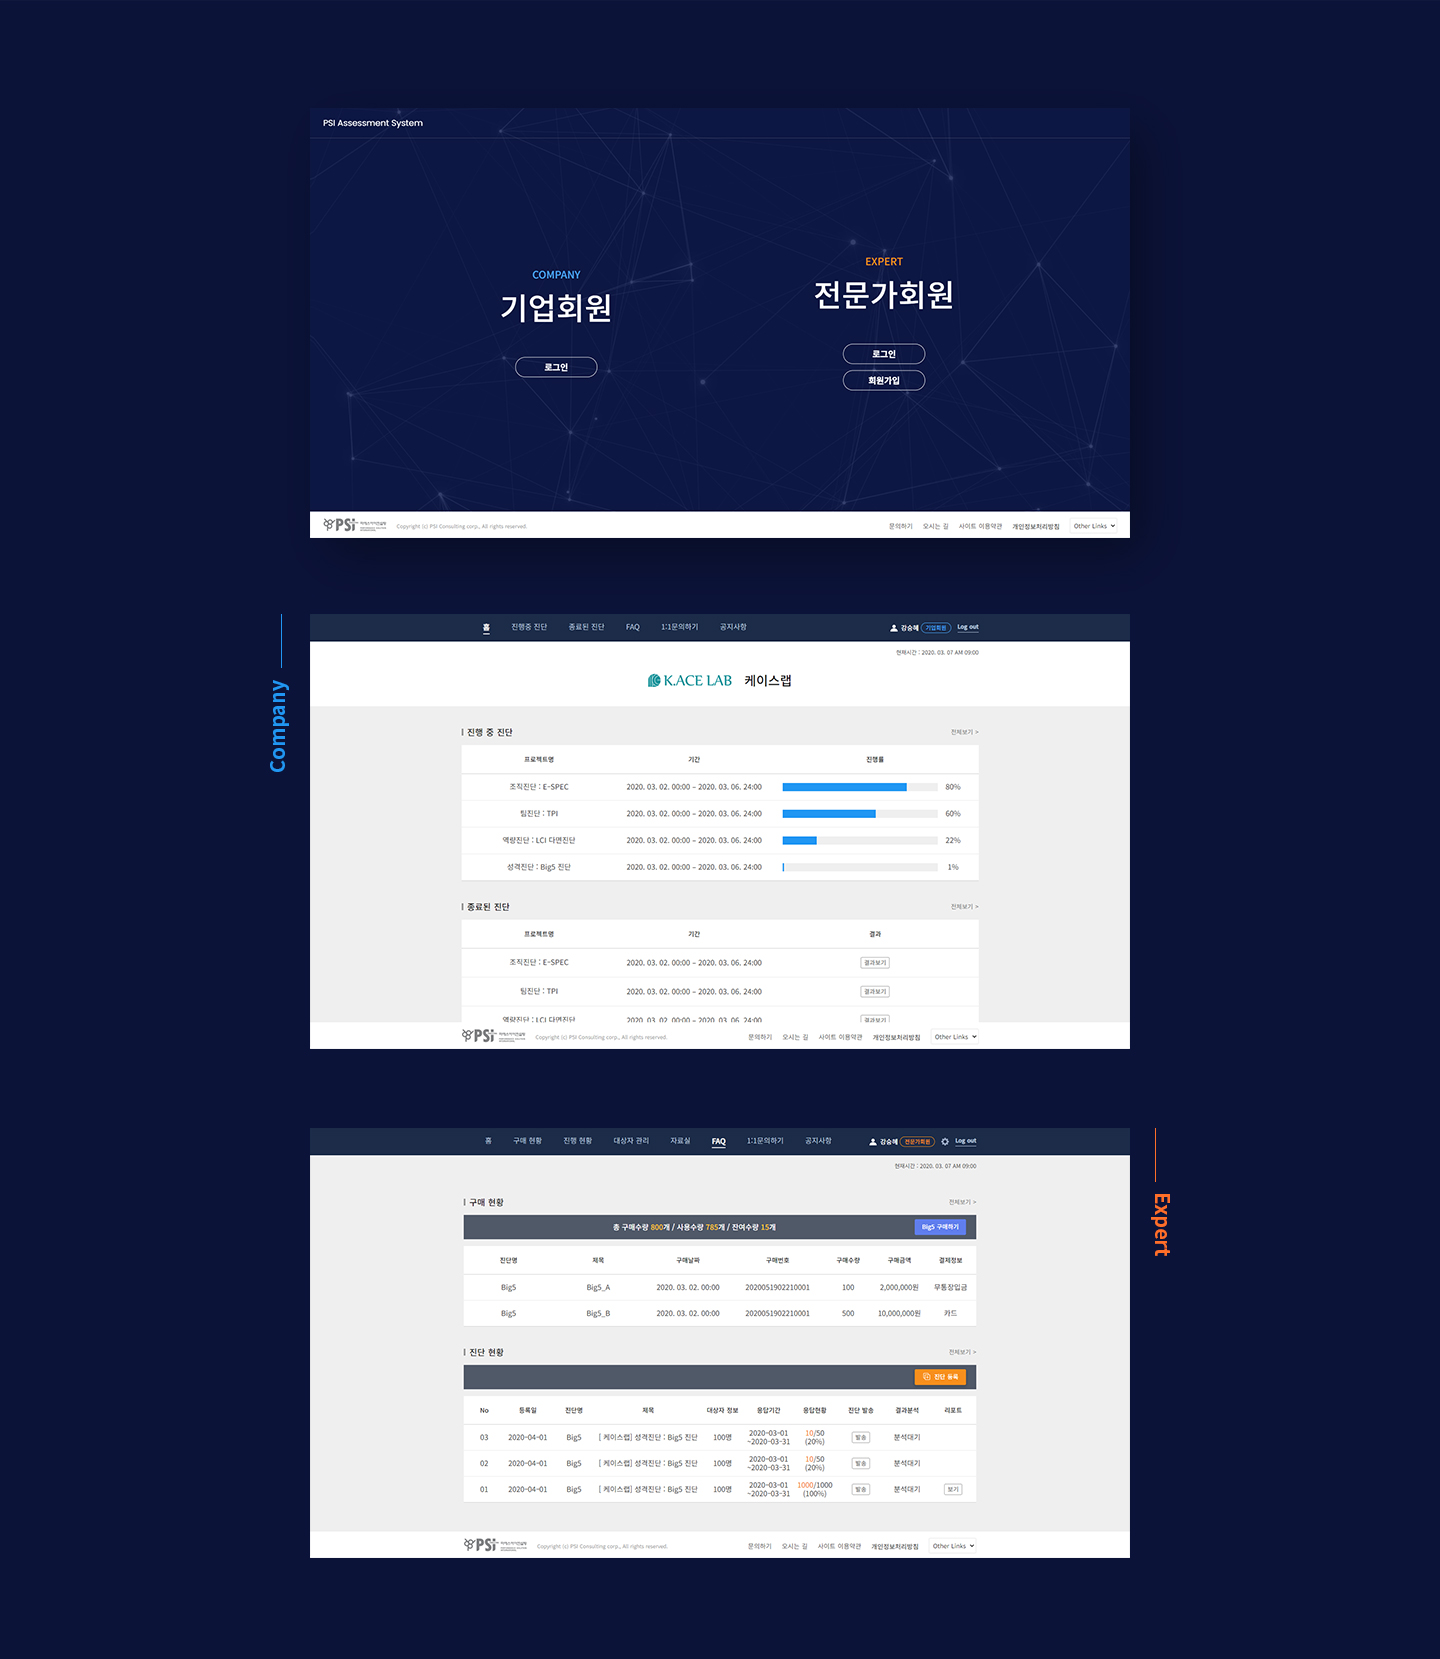 PSI Assessment System
COMPANY
기업회원
로그인
EXPERT
전문가회원
로그인
회원가입
PSI 피에스아이컨설팅 Copyright (c) PSI Consulting corp., All rights reserved. 문의하기 오시는 길 사이트 이용약관 개인정보처리방침 Other Links
Company
홈 진행중 진단 종료된 진단 FAQ 1:1문의하기 공지사항 강승혜 기업회원 Log out
현재시간 : 2020. 03. 07 AM 09:00
K.ACE LAB 케이스랩
진행 중 진단 전체보기 >
프로젝트명 기간 진행률
조직진단 : E-SPEC 2020. 03. 02. 00:00 ~ 2020. 03. 06. 24:00 80%
팀진단 : TPI 2020. 03. 02. 00:00 ~ 2020. 03. 06. 24:00 60%
역량진단 : LCI 다면진단 2020. 03. 02. 00:00 ~ 2020. 03. 06. 24:00 22%
성격진단 : Big5 진단 2020. 03. 02. 00:00 ~ 2020. 03. 06. 24:00 1%
종료된 진단 전체보기 >
프로젝트명 기간 결과
조직진단 : E-SPEC 2020. 03. 02. 00:00 ~ 2020. 03. 06. 24:00 결과보기
팀진단 : TPI 2020. 03. 02. 00:00 ~ 2020. 03. 06. 24:00 결과보기
역량진단 : LCI 다면진단 2020. 03. 02. 00:00 ~ 2020. 03. 06. 24:00 결과보기
PSI 피에스아이컨설팅 Copyright (c) PSI Consulting corp., All rights reserved. 문의하기 오시는 길 사이트 이용약관 개인정보처리방침 Other Links
Expert
홈 구매 현황 진행 현황 대상자 관리 자료실 FAQ 1:1문의하기 공지사항 강승혜 전문가회원 Log out
현재시간 : 2020. 03. 07 AM 09:00
구매 현황 전체보기 >
총 구매수량 800개 / 사용수량 785개 / 잔여수량 15개 Big5 구매하기
진단명 제목 구매날짜 구매번호 구매수량 구매금액 결제정보
Big5 Big5_A 2020. 03. 02. 00:00 2020051902210001 100 2,000,000원 무통장입금
Big5 Big5_B 2020. 03. 02. 00:00 2020051902210001 500 10,000,000원 카드
진단 현황 전체보기 >
진단 등록
No 등록일 진단명 제목 대상자 정보 응답기간 응답현황 진단 발송 결과분석 리포트
03 2020-04-01 Big5 [ 케이스랩] 성격진단 : Big5 진단 100명 2020-03-01 ~2020-03-31 10/50 (20%) 발송 분석대기
02 2020-04-01 Big5 [ 케이스랩] 성격진단 : Big5 진단 100명 2020-03-01 ~2020-03-31 10/50 (20%) 발송 분석대기
01 2020-04-01 Big5 [ 케이스랩] 성격진단 : Big5 진단 100명 2020-03-01 ~2020-03-31 1000/1000 (100%) 발송 분석대기 보기
PSI 피에스아이컨설팅 Copyright (c) PSI Consulting corp., All rights reserved. 문의하기 오시는 길 사이트 이용약관 개인정보처리방침 Other Links